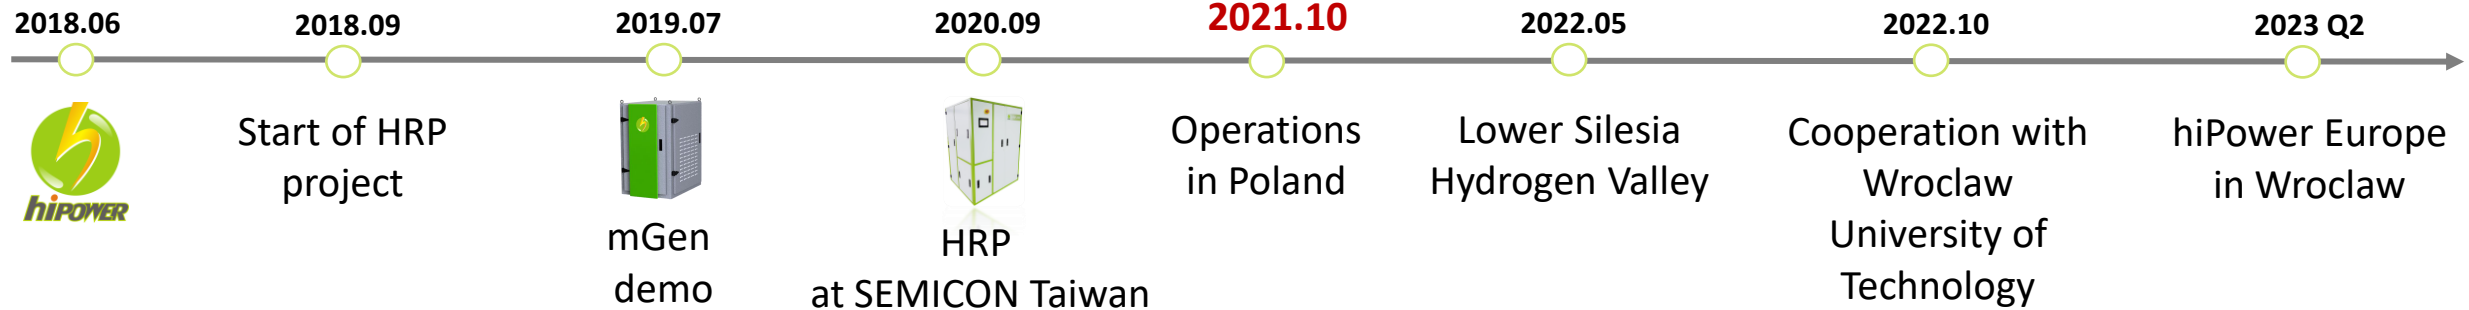 2018.06
2018.09
2019.07
2020.09
2021.10
2022.05
2022.10
2023 Q2
hiPOWER
Start of HRP
project
mGen
demo
HRP
at SEMICON Taiwan
Operations
in Poland
Lower Silesia
Hydrogen Valley
Cooperation with
Wroclaw
University of
Technology
hiPower Europe
in Wroclaw